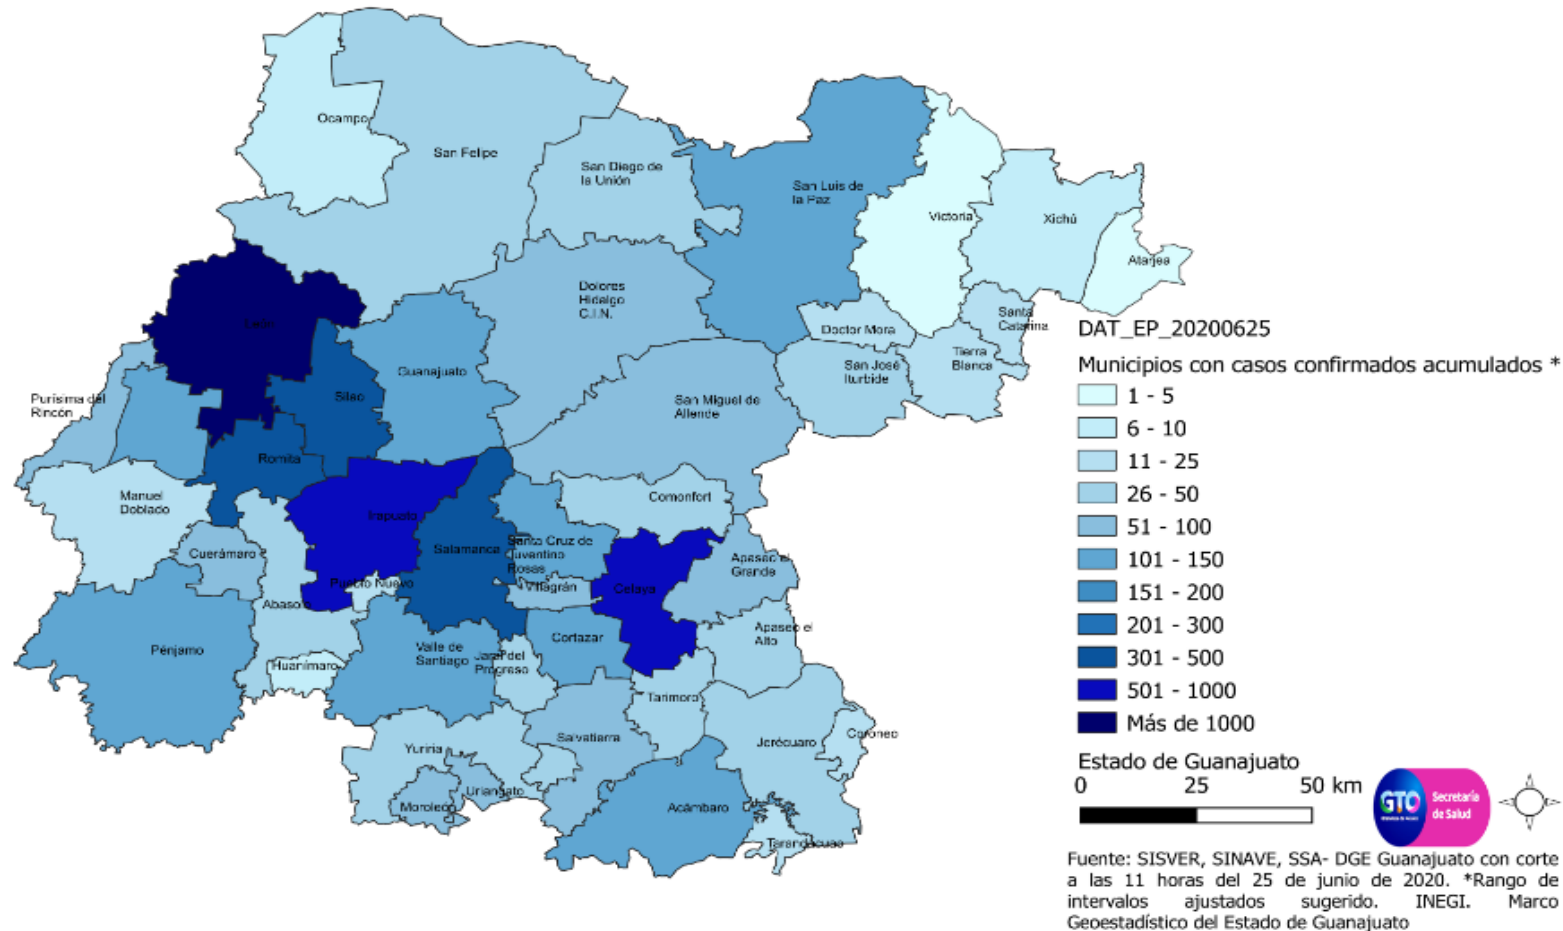 Ocampo
San Felipe
San Diego de
la Unión
San Luis de
la Paz
Victoria
Xichú
Atarjea
Dolores
Hidalgo
C.I.N.
Doctor Mora
Santa
Catarina
Tierra
Blanca
San José
Iturbide
León
Guanajuato
Silao
San Miguel de
Allende
Purísima del
Rincón
Romita
Manuel
Doblado
Irapuato
Comonfort
Cuerámaro
Salamanca
Santa Cruz de
Juventino
Rosas
Apaseo el
Grande
Pueblo Nuevo
Villagrán
Celaya
Abasolo
Pénjamo
Valle de
Santiago
Jaral del
Progreso
Cortazar
Apaseo el
Alto
Huanímaro
Tarimoro
Yuriria
Salvatierra
Jerécuaro
Coroneo
Uriangato
Moroleón
Acámbaro
Tarandacuao
DAT_EP_20200625
Municipios con casos confirmados acumulados *
1 - 5
6 - 10
11 - 25
26 - 50
51 - 100
101 - 150
151 - 200
201 - 300
301 - 500
501 - 1000
Más de 1000
Estado de Guanajuato
0 25 50 km
GTO
Secretaría
de Salud
Fuente: SISVER, SINAVE, SSA- DGE Guanajuato con corte
a las 11 horas del 25 de junio de 2020. *Rango de
intervalos ajustados sugerido. INEGI. Marco
Geoestadístico del Estado de Guanajuato